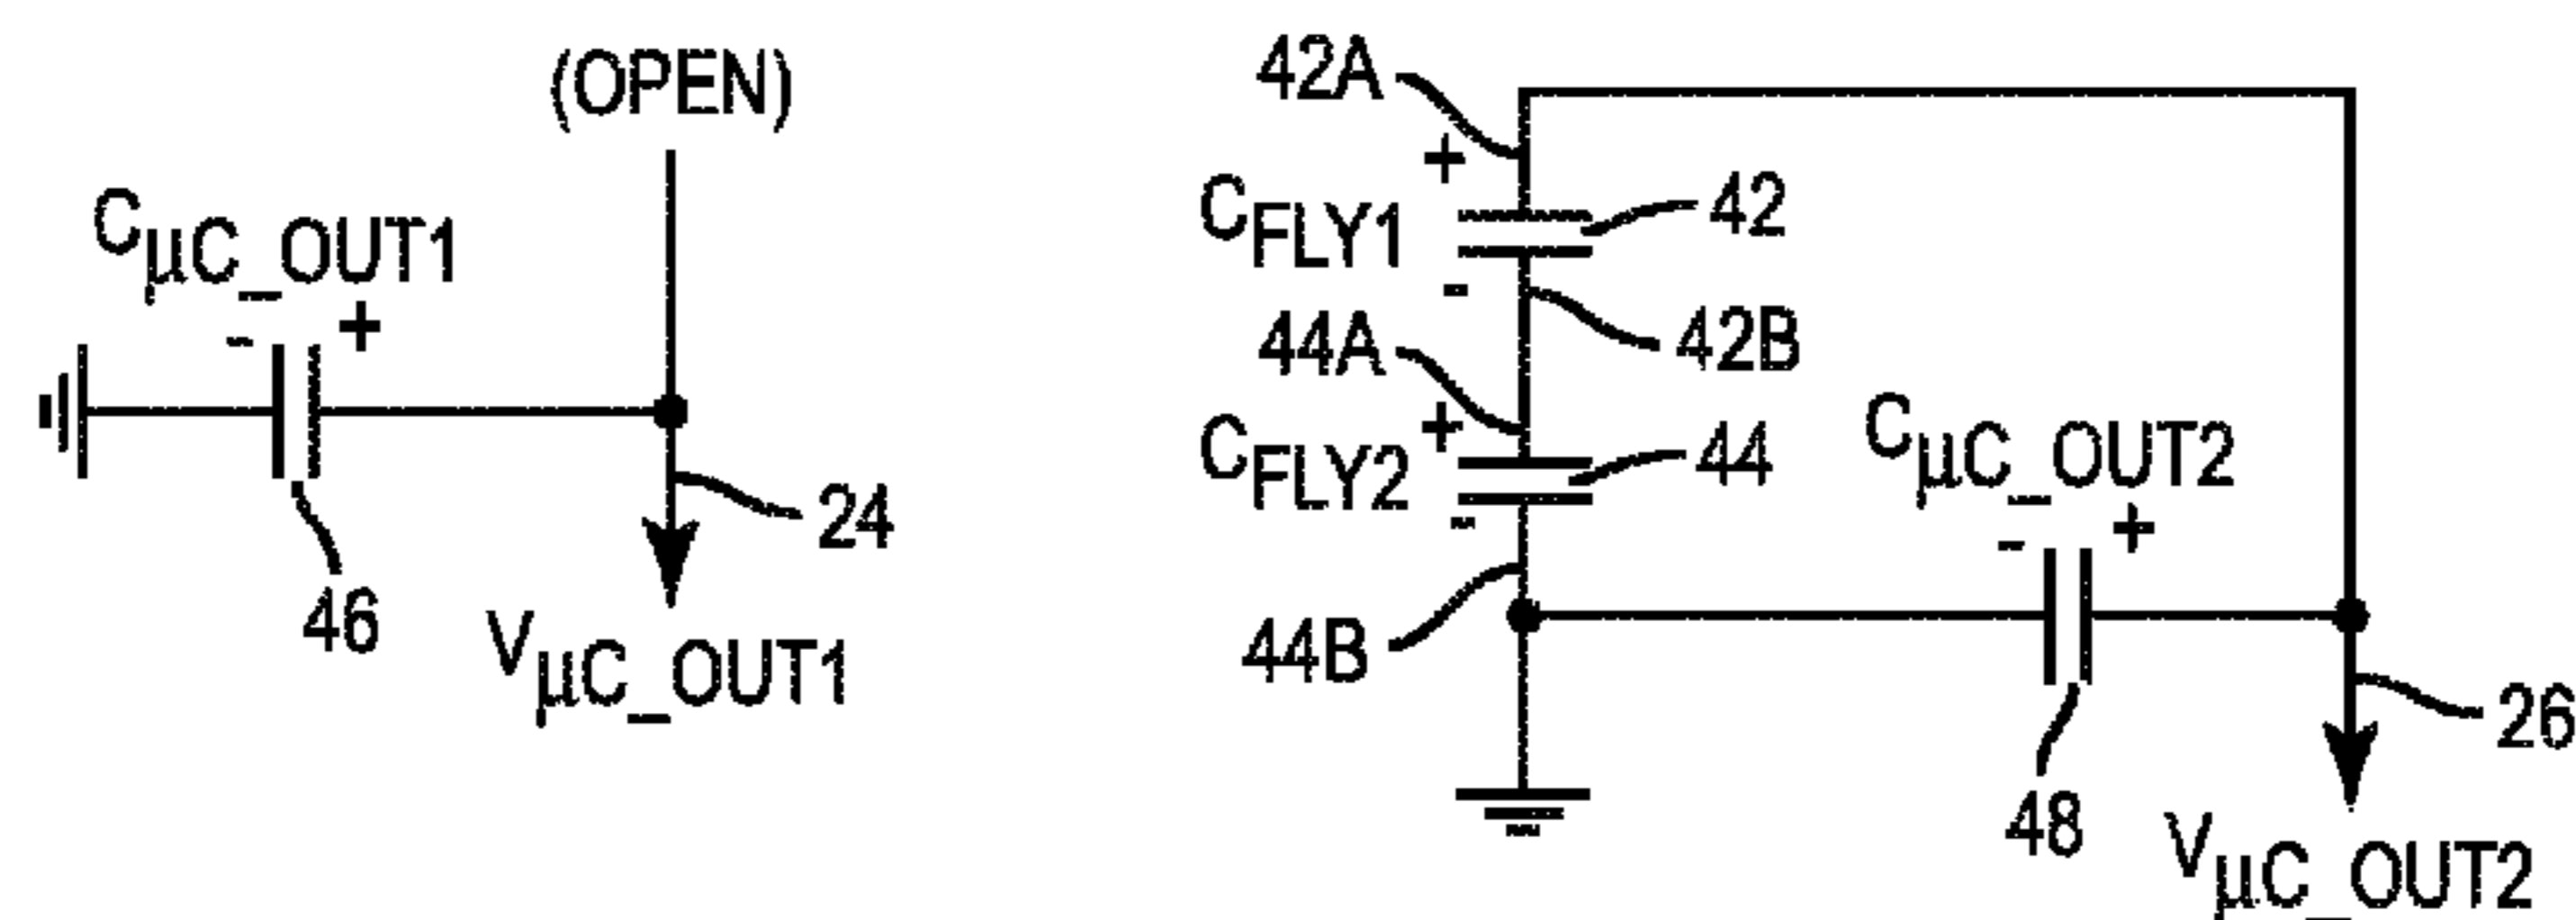 (OPEN)
CμC_OUT1
- +
46
24
VμC_OUT1
42A
+
CFLY1
42
-
42B
44A
+
CFLY2
44
-
44B
CμC_OUT2
- +
48
26
VμC_OUT2